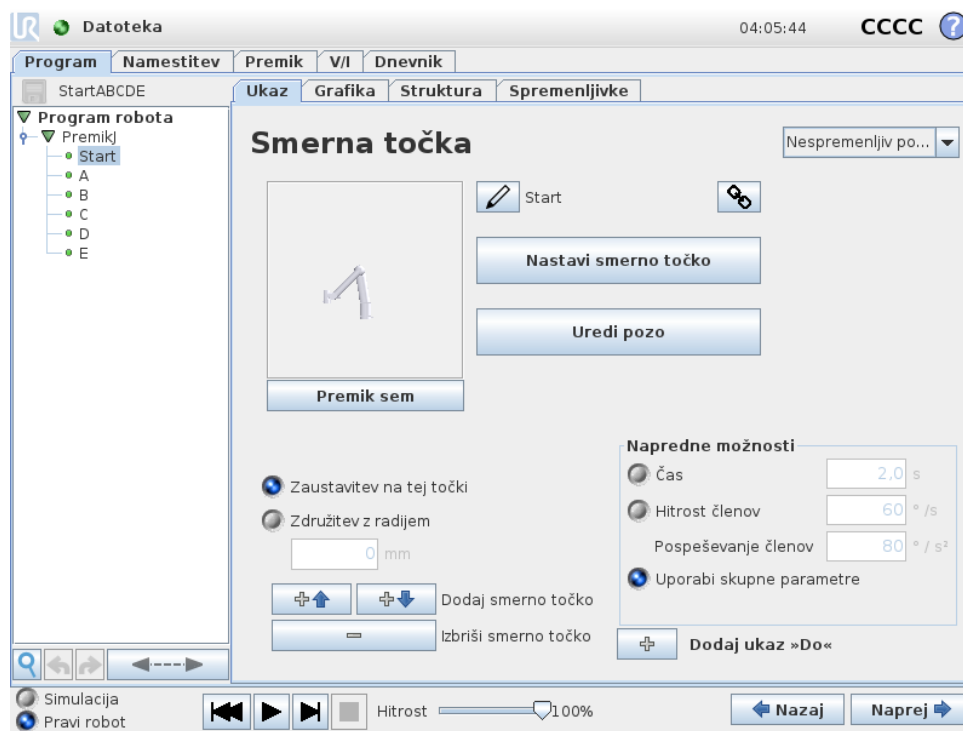 UR Datoteka 04:05:44 CCCC ?
Program Namestitev Premik V/I Dnevnik
StartABCDE
Ukaz Grafika Struktura Spremenljivke
Program robota
PremikJ
Start
A
B
C
D
E
Smerna točka
Nespremenljiv po...
Start
Nastavi smerno točko
Uredi pozo
Premik sem
Zaustavitev na tej točki
Združitev z radijem
0 mm
Dodaj smerno točko
Izbriši smerno točko
Napredne možnosti
Čas 2,0 s
Hitrost členov 60 ° /s
Pospeševanje členov 80 ° / s²
Uporabi skupne parametre
Dodaj ukaz »Do«
Simulacija
Pravi robot
Hitrost 100%
Nazaj Naprej